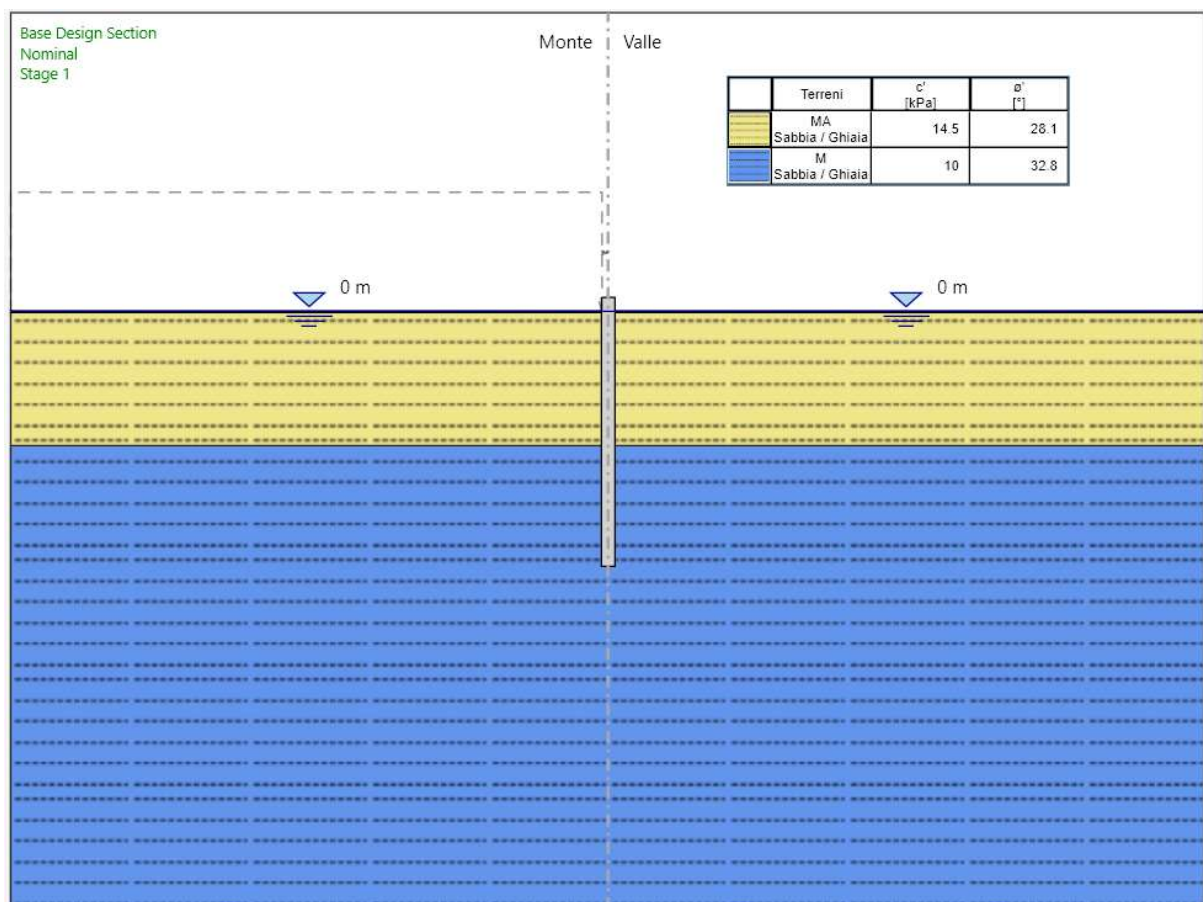 Base Design Section
Nominal
Stage 1
Monte
Valle
Terreni c' [kPa] ø' [°]
MA
Sabbia / Ghiaia 14.5 28.1
M
Sabbia / Ghiaia 10 32.8
0 m
0 m